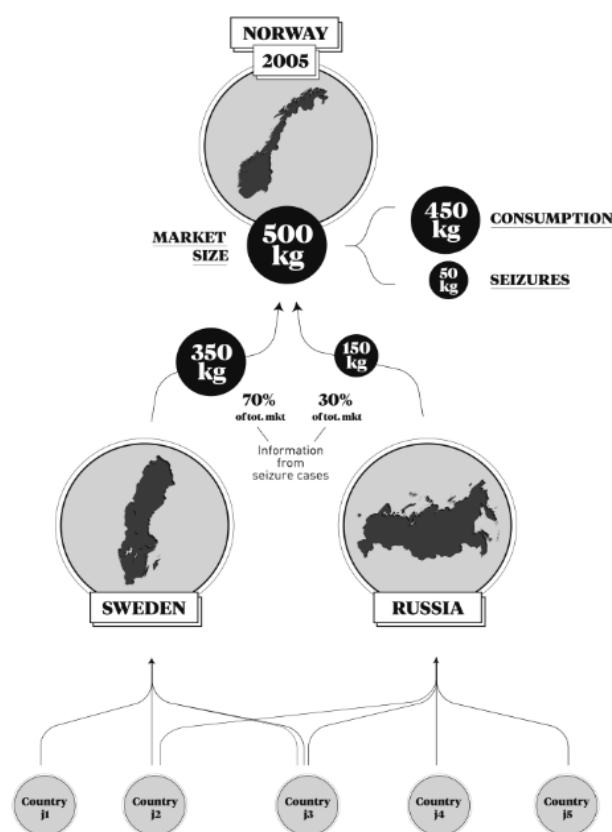 NORWAY
2005
MARKET
SIZE
500
kg
450
kg
CONSUMPTION
50
kg
SEIZURES
350
kg
150
kg
70%
of tot. mkt
30%
of tot. mkt
Information
from
seizure cases
SWEDEN
RUSSIA
Country
j1
Country
j2
Country
j3
Country
j4
Country
j5